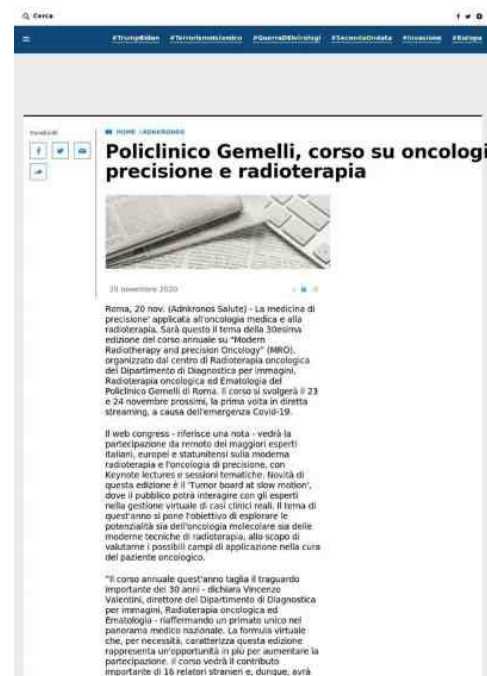 Cerca
#TrumpBiden #TerrorismoIslamico #GuerraDEiVirologi #SecondaOndata #Invasione #Europa
Condividi
HOME /ADNKRONOS
Policlinico Gemelli, corso su oncologi
precisione e radioterapia
20 novembre 2020
Roma, 20 nov. (Adnkronos Salute) - La medicina di
precisione' applicata all'oncologia medica e alla
radioterapia. Sarà questo il tema della 30esima
edizione del corso annuale su "Modern
Radiotherapy and precision Oncology" (MRO),
organizzato dal centro di Radioterapia oncologica
del Dipartimento di Diagnostica per immagini,
Radioterapia oncologica ed Ematologia del
Policlinico Gemelli di Roma. Il corso si svolgerà il 23
e 24 novembre prossimi, la prima volta in diretta
streaming, a causa dell'emergenza Covid-19.
Il web congress - riferisce una nota - vedrà la
partecipazione da remoto dei maggiori esperti
italiani, europei e statunitensi sulla moderna
radioterapia e l'oncologia di precisione, con
Keynote lectures e sessioni tematiche. Novità di
questa edizione è il 'Tumor board at slow motion',
dove il pubblico potrà interagire con gli esperti
nella gestione virtuale di casi clinici reali. Il tema di
quest'anno si pone l'obiettivo di esplorare le
potenzialità sia dell'oncologia molecolare sia delle
moderne tecniche di radioterapia, allo scopo di
valutarne i possibili campi di applicazione nella cura
del paziente oncologico.
"Il corso annuale quest'anno taglia il traguardo
importante dei 30 anni - dichiara Vincenzo
Valentini, direttore del Dipartimento di Diagnostica
per immagini, Radioterapia oncologica ed
Ematologia - riaffermando un primato unico nel
panorama medico nazionale. La formula virtuale
che, per necessità, caratterizza questa edizione
rappresenta un'opportunità in più per aumentare la
partecipazione. Il corso vedrà il contributo
importante di 16 relatori stranieri e, dunque, avrà